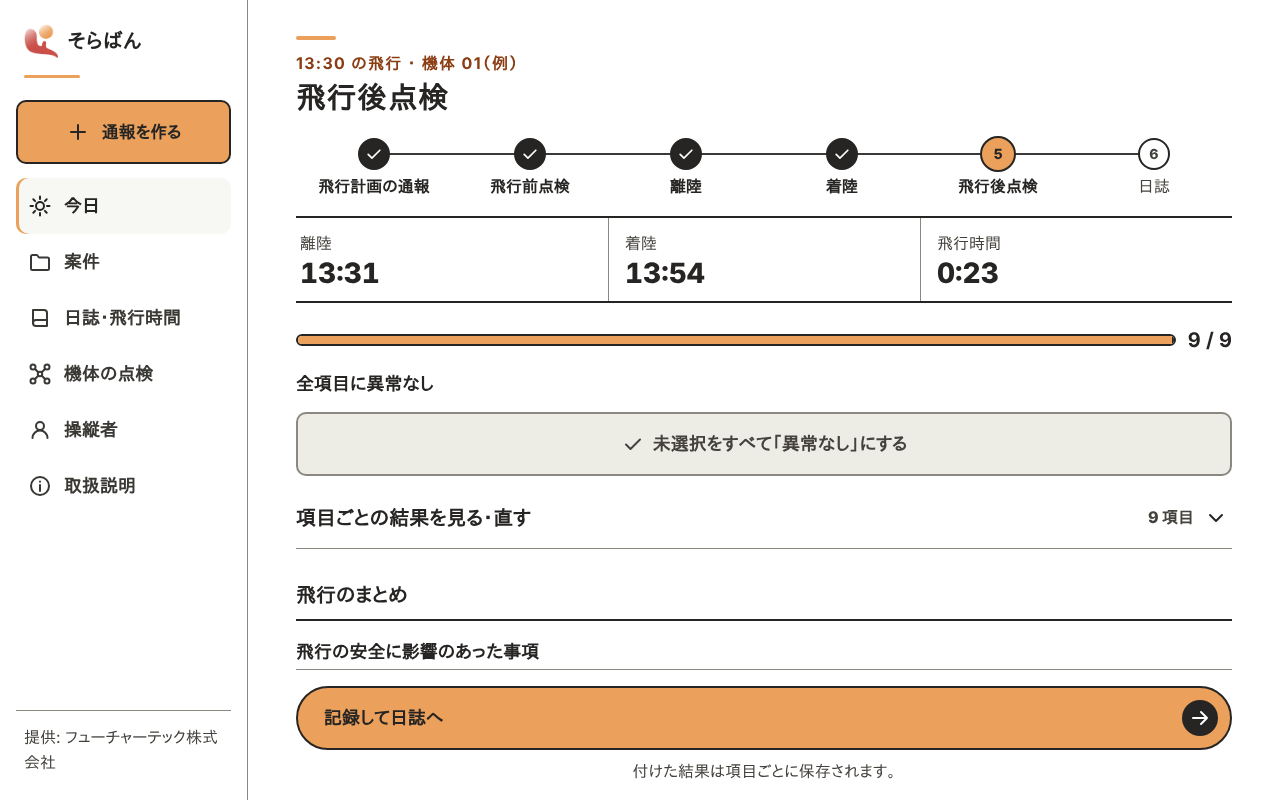 そらばん
通報を作る
今日
案件
日誌・飛行時間
機体の点検
操縦者
取扱説明
提供: フューチャーテック株式
会社
13:30 の飛行・機体 01(例)
飛行後点検
飛行計画の通報
飛行前点検
離陸
着陸
5
飛行後点検
6
日誌
離陸
13:31
着陸
13:54
飛行時間
0:23
9 / 9
全項目に異常なし
未選択をすべて「異常なし」にする
項目ごとの結果を見る・直す
9 項目
飛行のまとめ
飛行の安全に影響のあった事項
記録して日誌へ
付けた結果は項目ごとに保存されます。